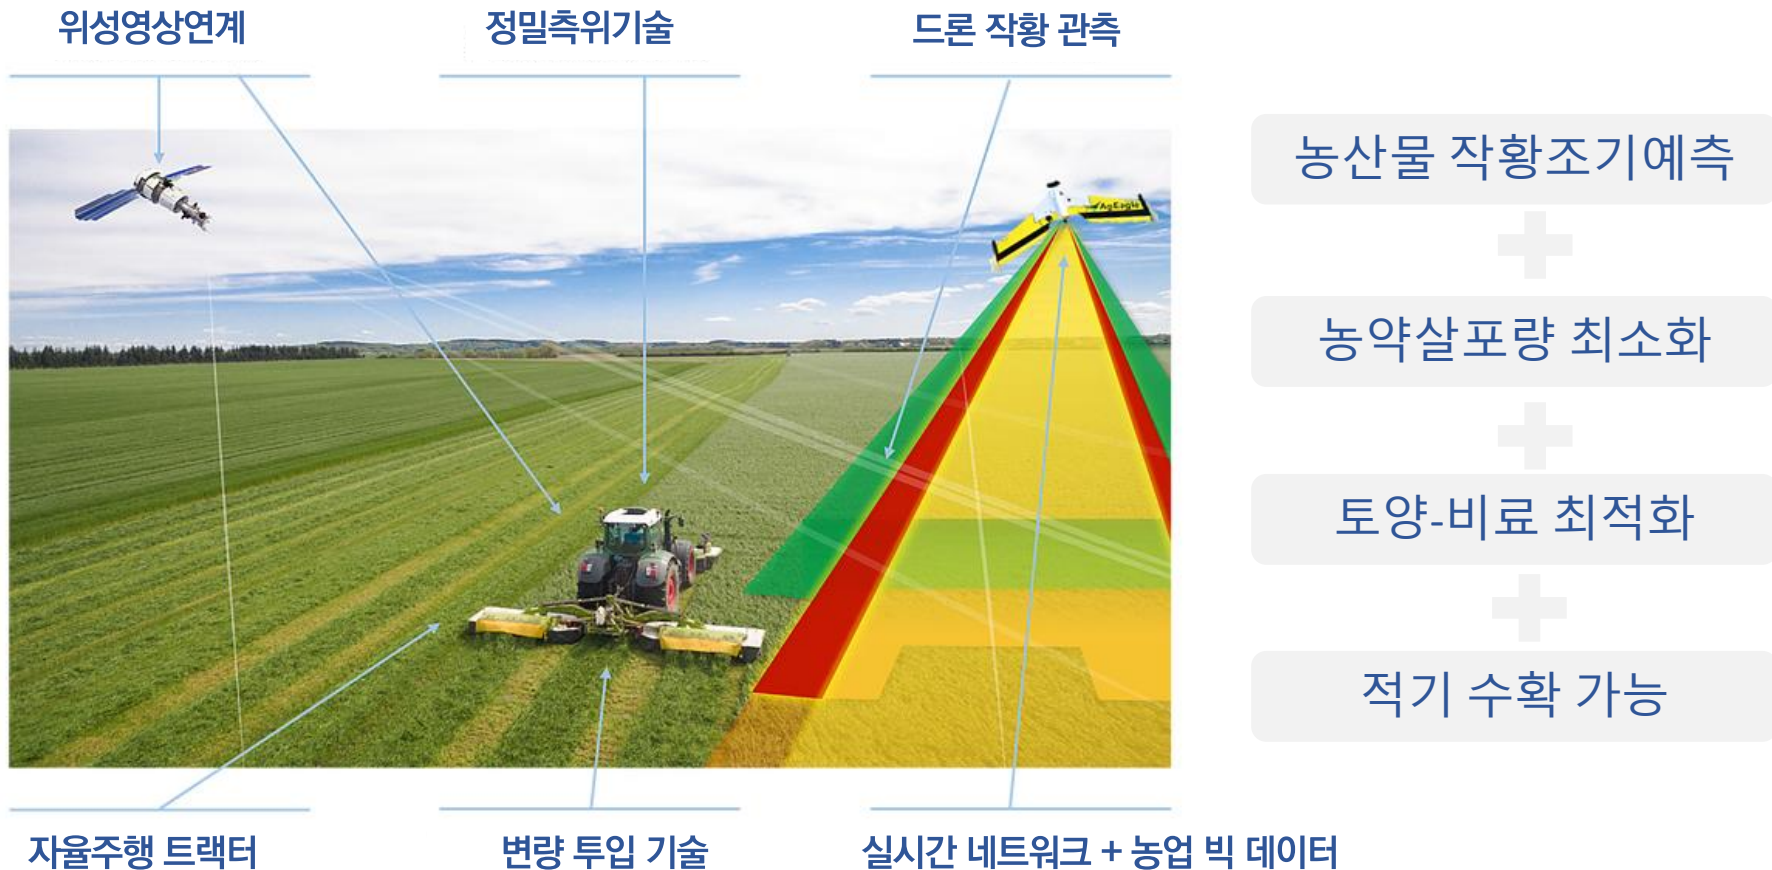 위성영상연계
정밀측위기술
드론 작황 관측
AgEagle
농산물 작황조기예측
농약살포량 최소화
토양-비료 최적화
적기 수확 가능
자율주행 트랙터
변량 투입 기술
실시간 네트워크 + 농업 빅 데이터